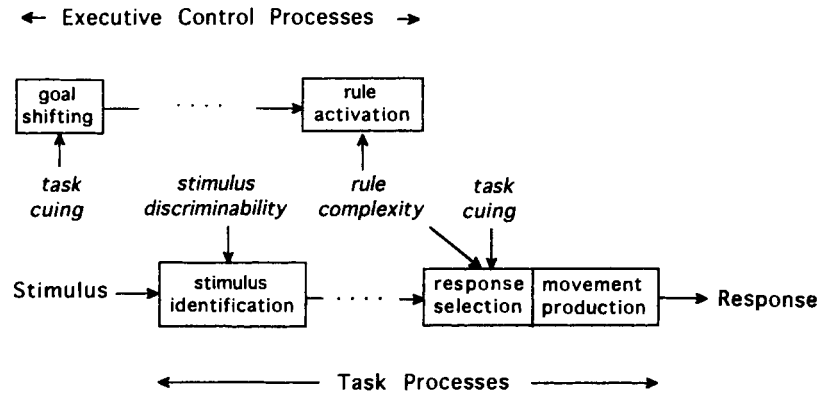 Executive Control Processes
goal
shifting
. . . .
rule
activation
task
cuing
stimulus
discriminability
rule
complexity
task
cuing
Stimulus
stimulus
identification
. . . .
response
selection
movement
production
Response
Task Processes